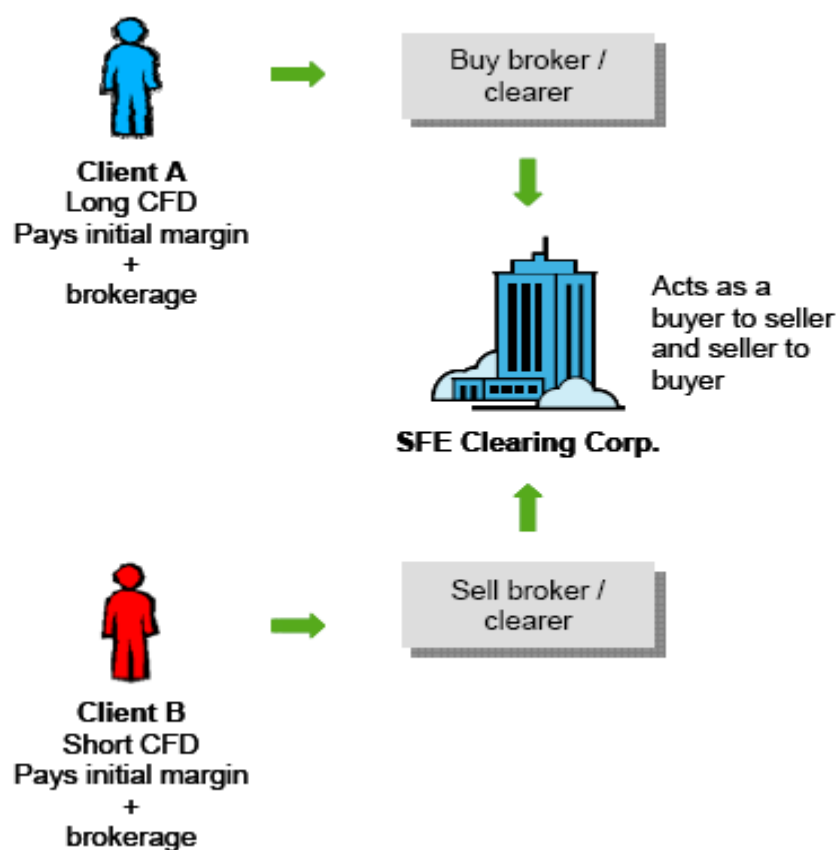 Buy broker /
clearer
Client A
Long CFD
Pays initial margin
+
brokerage
Acts as a
buyer to seller
and seller to
buyer
SFE Clearing Corp.
Sell broker /
clearer
Client B
Short CFD
Pays initial margin
+
brokerage